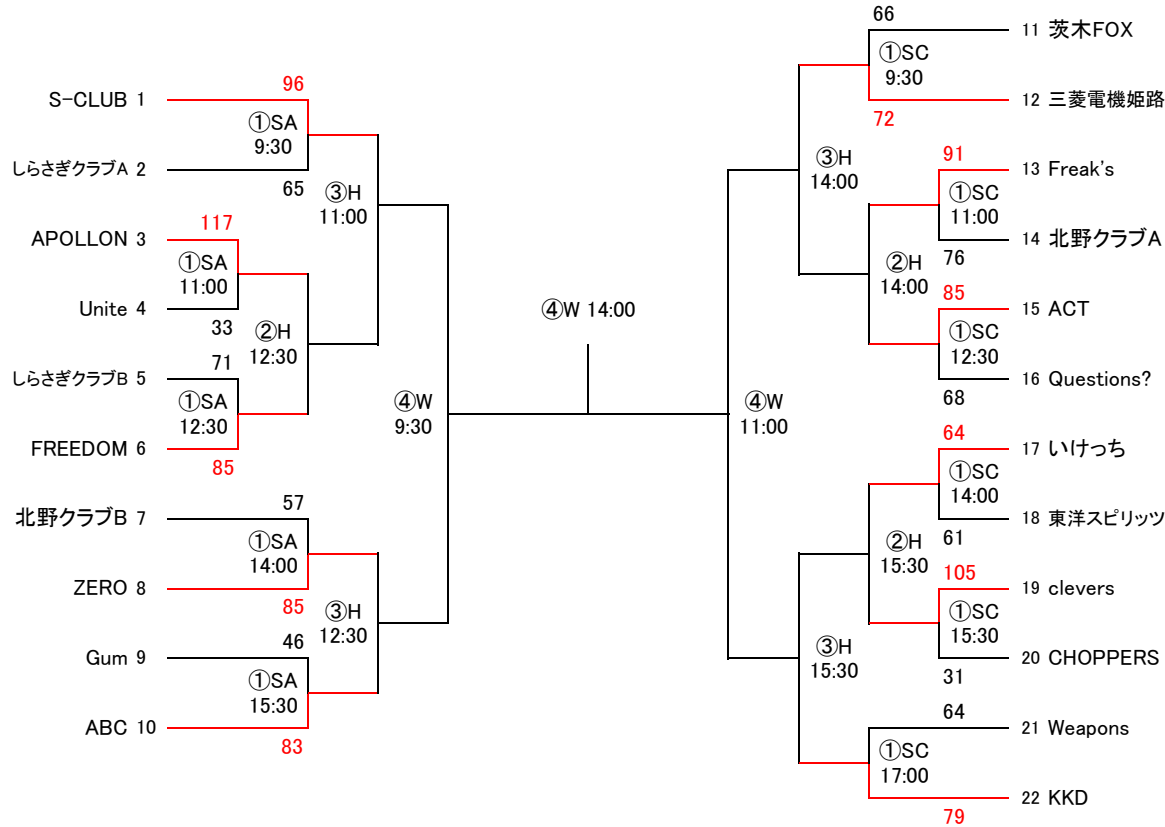 66
11 茨木FOX
①SC
9:30
96
S-CLUB 1
12 三菱電機姫路
72
①SA
9:30
③H
14:00
91
しらさぎクラブA 2
13 Freak's
65
③H
11:00
①SC
11:00
117
APOLLON 3
14 北野クラブA
76
①SA
11:00
②H
14:00
85
Unite 4
④W 14:00
15 ACT
33
②H
12:30
①SC
12:30
71
しらさぎクラブB 5
16 Questions?
68
①SA
12:30
④W
9:30
④W
11:00
64
FREEDOM 6
17 いけっち
85
①SC
14:00
57
北野クラブB 7
18 東洋スピリッツ
61
①SA
14:00
②H
15:30
105
ZERO 8
19 clevers
85
③H
12:30
①SC
15:30
46
Gum 9
20 CHOPPERS
③H
15:30
31
①SA
15:30
64
ABC 10
21 Weapons
83
①SC
17:00
22 KKD
79